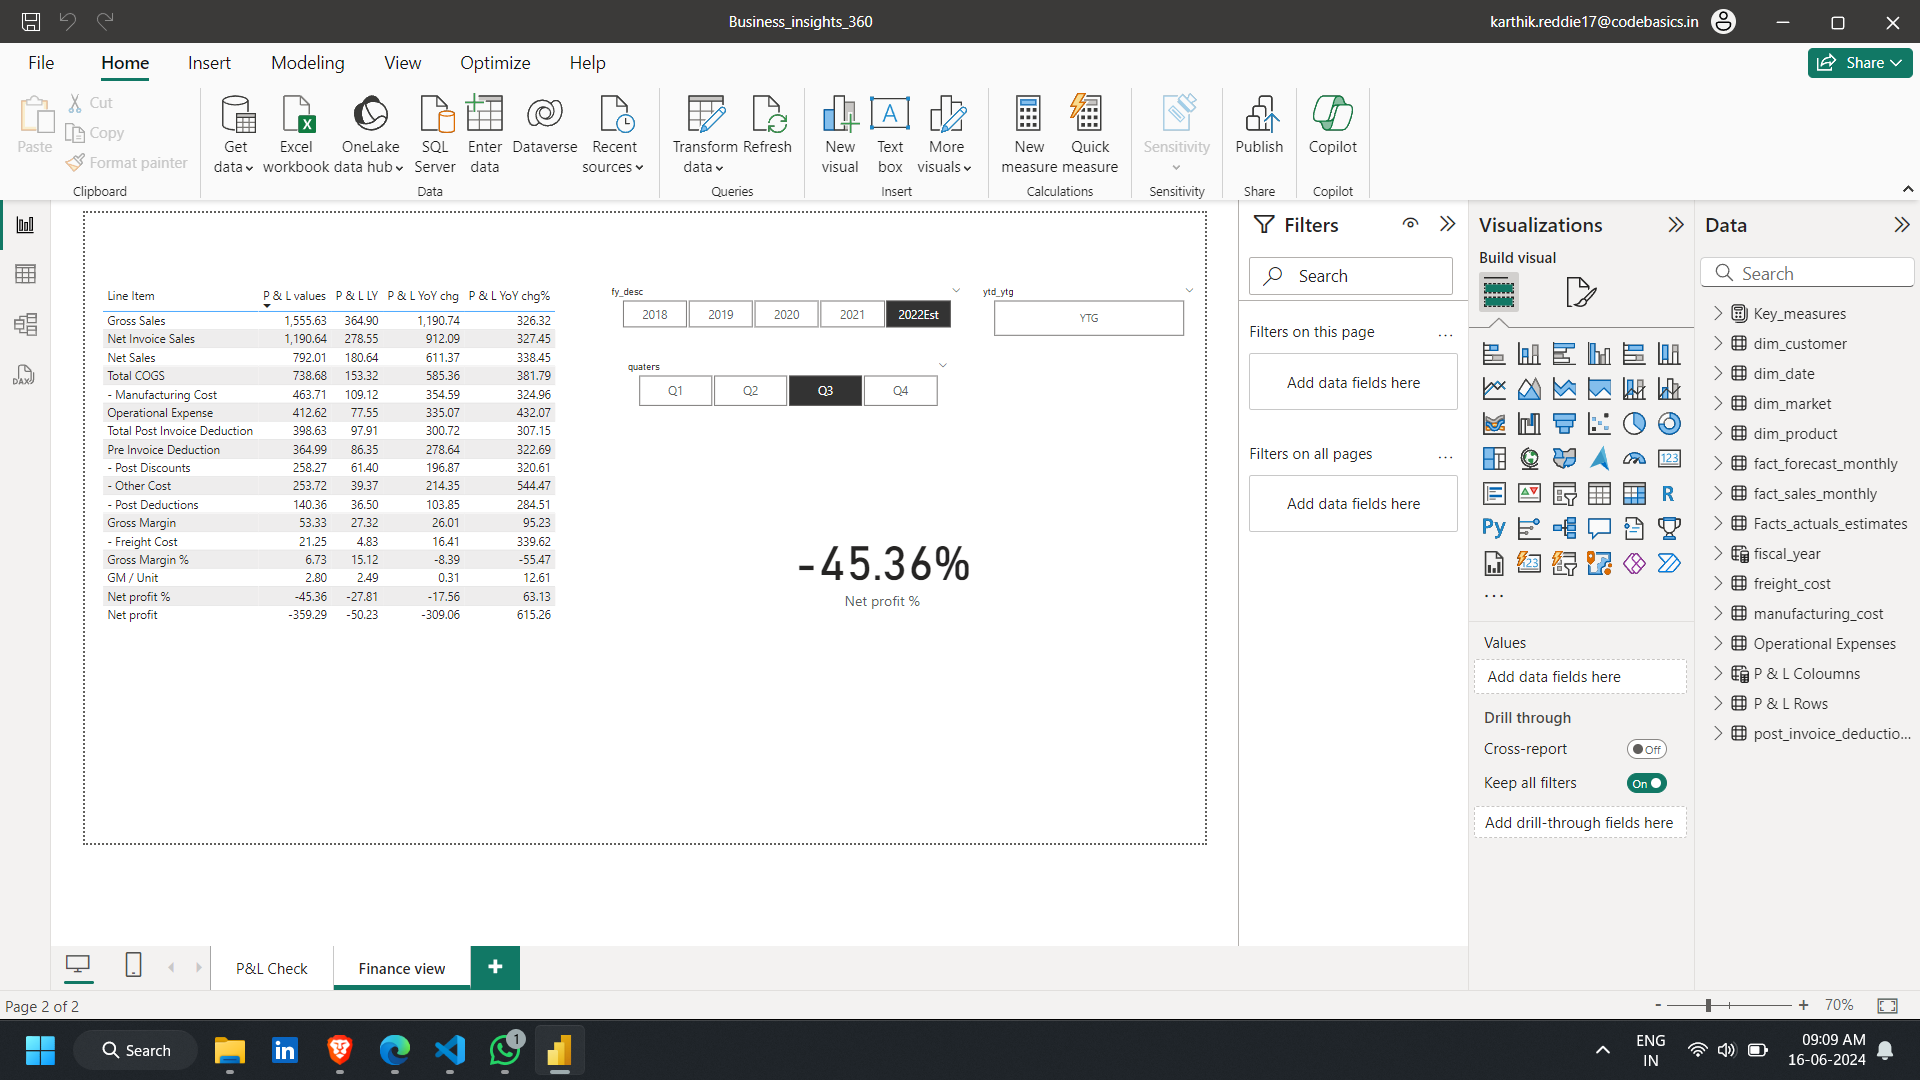 Business_insights_360
karthik.reddie17@codebasics.in
File Home Insert Modeling View Optimize Help
Share
Paste
Cut
Copy
Format painter
Clipboard
Get data
Excel workbook
OneLake data hub
SQL Server
Enter data
Dataverse
Recent sources
Data
Transform data
Refresh
Queries
New visual
Text box
More visuals
Insert
New measure
Quick measure
Calculations
Sensitivity
Sensitivity
Publish
Share
Copilot
Copilot
Line Item P & L values P & L LY P & L YoY chg P & L YoY chg%
Gross Sales 1,555.63 364.90 1,190.74 326.32
Net Invoice Sales 1,190.64 278.55 912.09 327.45
Net Sales 792.01 180.64 611.37 338.45
Total COGS 738.68 153.32 585.36 381.79
- Manufacturing Cost 463.71 109.12 354.59 324.96
Operational Expense 412.62 77.55 335.07 432.07
Total Post Invoice Deduction 398.63 97.91 300.72 307.15
Pre Invoice Deduction 364.99 86.35 278.64 322.69
- Post Discounts 258.27 61.40 196.87 320.61
- Other Cost 253.72 39.37 214.35 544.47
- Post Deductions 140.36 36.50 103.85 284.51
Gross Margin 53.33 27.32 26.01 95.23
- Freight Cost 21.25 4.83 16.41 339.62
Gross Margin % 6.73 15.12 -8.39 -55.47
GM / Unit 2.80 2.49 0.31 12.61
Net profit % -45.36 -27.81 -17.56 63.13
Net profit -359.29 -50.23 -309.06 615.26
fy_desc
2018 2019 2020 2021 2022Est
ytd_ytg
YTG
quaters
Q1 Q2 Q3 Q4
-45.36%
Net profit %
Filters
Search
Filters on this page ...
Add data fields here
Filters on all pages ...
Add data fields here
Visualizations
Build visual
123
R
Py
123
...
Values
Add data fields here
Drill through
Cross-report Off
Keep all filters On
Add drill-through fields here
Data
Search
Key_measures
dim_customer
dim_date
dim_market
dim_product
fact_forecast_monthly
fact_sales_monthly
Facts_actuals_estimates
fiscal_year
freight_cost
manufacturing_cost
Operational Expenses
P & L Coloumns
P & L Rows
post_invoice_deductio...
DAX
P&L Check Finance view +
Page 2 of 2
- + 70%
Search
in
1
ENG
IN
09:09 AM
16-06-2024